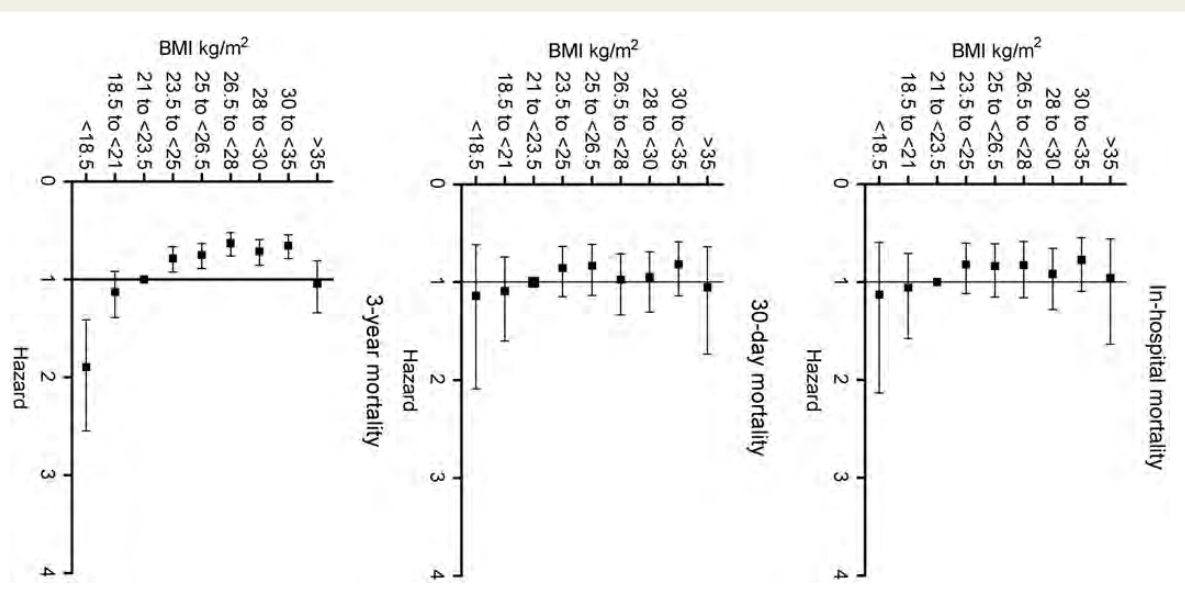 In-hospital mortality
>35
30 to <35
28 to <30
26.5 to <28
25 to <26.5
23.5 to <25
21 to <23.5
18.5 to <21
<18.5
BMI kg/m²
0 1 2 3 4
Hazard
30-day mortality
>35
30 to <35
28 to <30
26.5 to <28
25 to <26.5
23.5 to <25
21 to <23.5
18.5 to <21
<18.5
BMI kg/m²
0 1 2 3 4
Hazard
3-year mortality
>35
30 to <35
28 to <30
26.5 to <28
25 to <26.5
23.5 to <25
21 to <23.5
18.5 to <21
<18.5
BMI kg/m²
0 1 2 3 4
Hazard